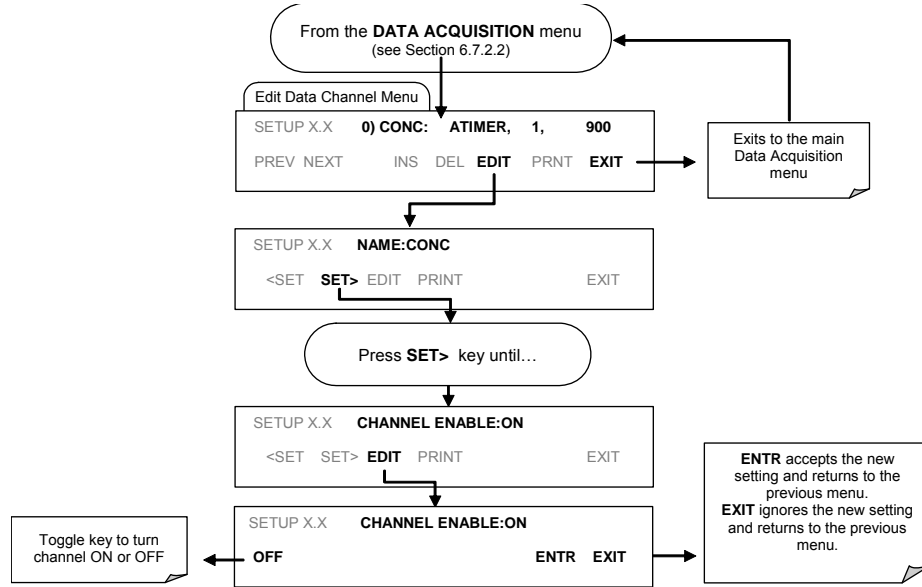 From the DATA ACQUISITION menu
(see Section 6.7.2.2)
Edit Data Channel Menu
SETUP X.X 0) CONC: ATIMER, 1, 900
PREV NEXT INS DEL EDIT PRNT EXIT
Exits to the main
Data Acquisition
menu
SETUP X.X NAME:CONC
<SET SET> EDIT PRINT EXIT
Press SET> key until…
SETUP X.X CHANNEL ENABLE:ON
<SET SET> EDIT PRINT EXIT
SETUP X.X CHANNEL ENABLE:ON
OFF ENTR EXIT
Toggle key to turn
channel ON or OFF
ENTR accepts the new
setting and returns to the
previous menu.
EXIT ignores the new setting
and returns to the previous
menu.